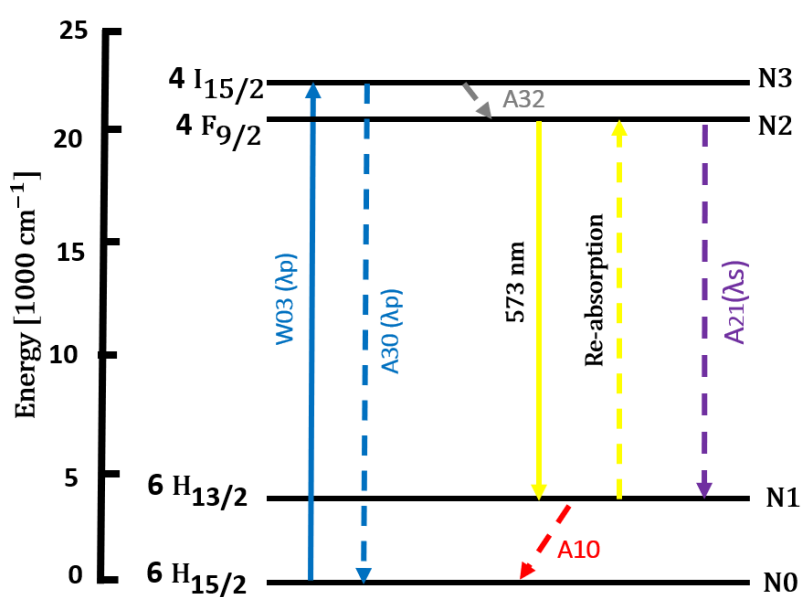 25
20
15
10
5
0
Energy [1000 cm⁻¹]
4 I15/2
4 F9/2
6 H13/2
6 H15/2
W03 (λp)
A30 (λp)
A32
573 nm
Re-absorption
A21(λs)
A10
N3
N2
N1
N0